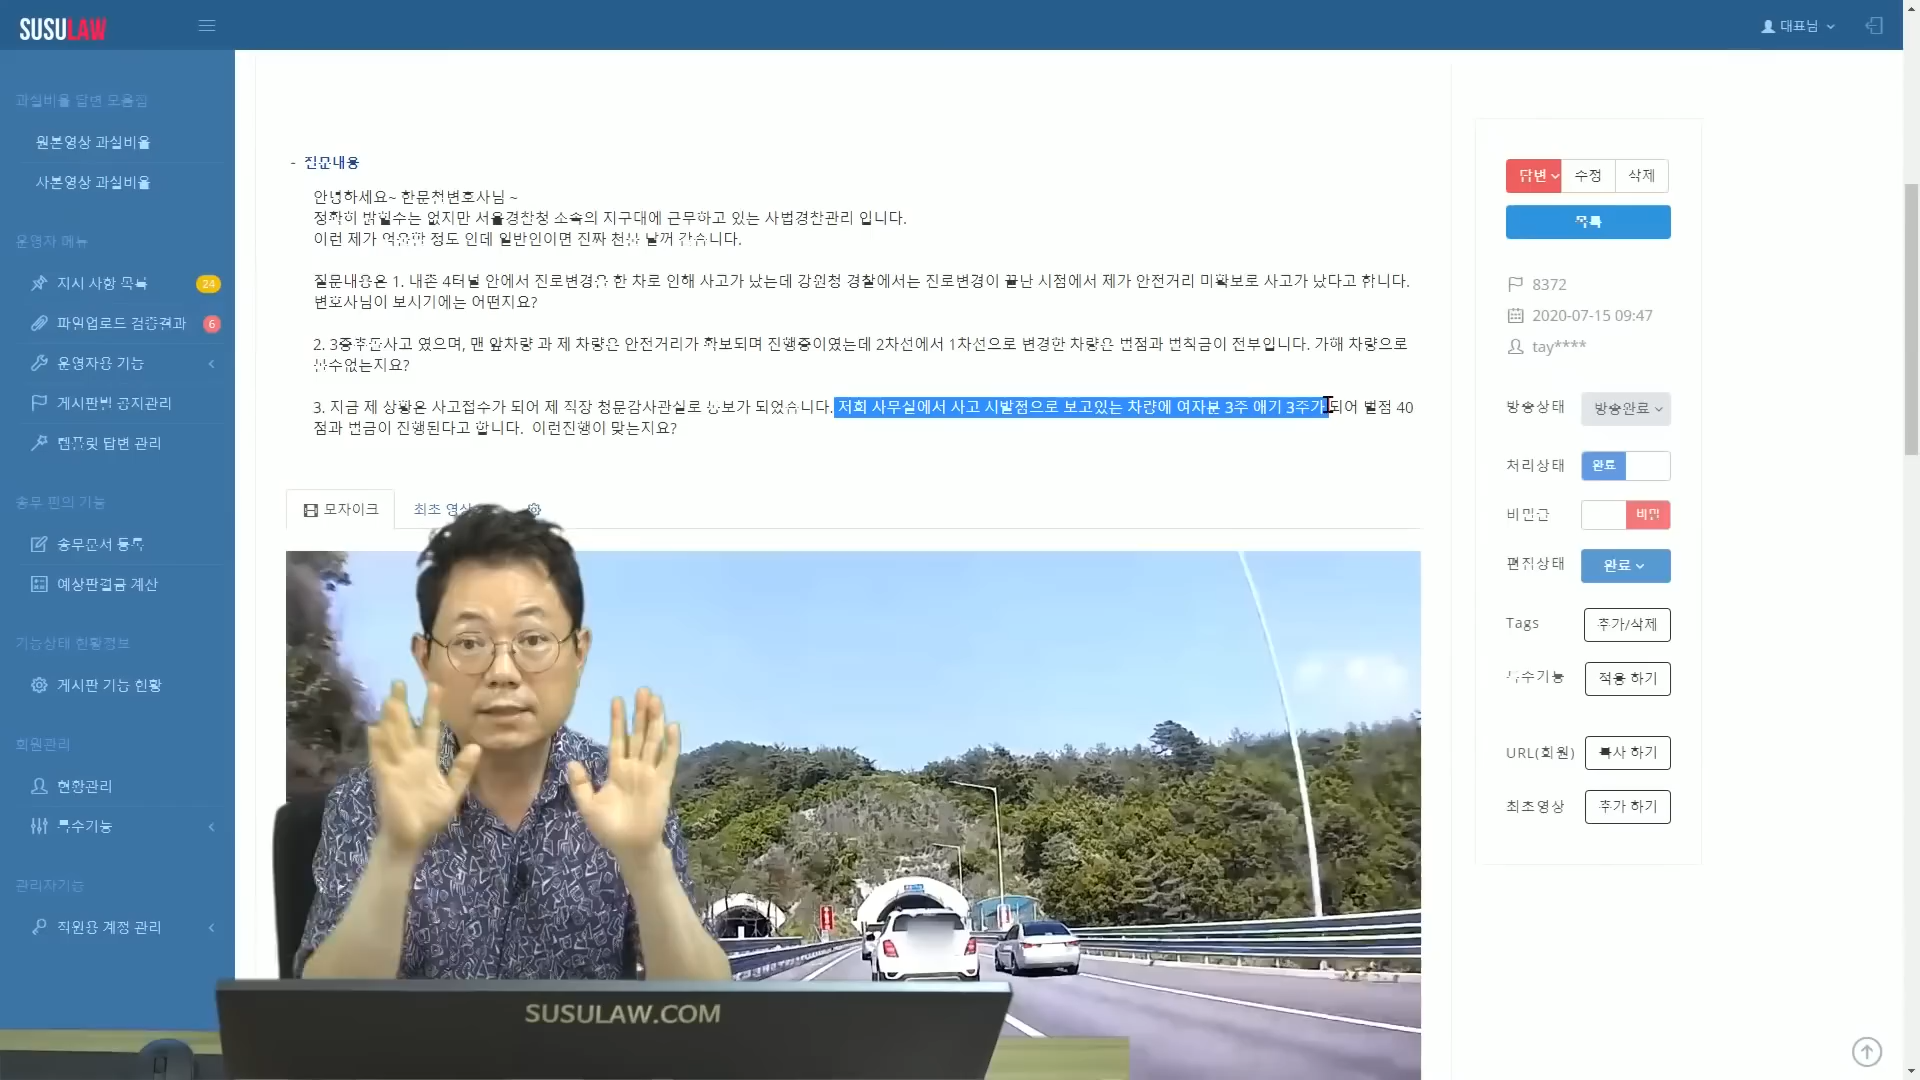 SUSULAW
대표님
과실비율 답변 모음집
원본영상 과실비율
사본영상 과실비율
운영자 메뉴
지시 사항 목록
24
파일업로드 검증결과
6
운영자용 기능
게시판별 공지관리
템플릿 답변 관리
송무 편의 기능
송무문서 등록
예상판결금 계산
기능상태 현황정보
게시판 기능 현황
회원관리
현황관리
특수기능
관리자기능
직원용 계정 관리
- 질문내용
안녕하세요~ 한문철변호사님 ~
정확히 밝힐수는 없지만 서울경찰청 소속의 지구대에 근무하고 있는 사법경찰관리 입니다.
이런 제가 억울할 정도 인데 일반인이면 진짜 천불 날꺼 같습니다.
질문내용은 1. 내촌 4터널 안에서 진로변경을 한 차로 인해 사고가 났는데 강원청 경찰에서는 진로변경이 끝난 시점에서 제가 안전거리 미확보로 사고가 났다고 합니다.
변호사님이 보시기에는 어떤지요?
2. 3중추돌사고 였으며, 맨 앞차량 과 제 차량은 안전거리가 확보되며 진행중이였는데 2차선에서 1차선으로 변경한 차량은 벌점과 범칙금이 전부입니다. 가해 차량으로
볼수없는지요?
3. 지금 제 상황은 사고접수가 되어 제 직장 청문감사관실로 통보가 되었습니다. 저희 사무실에서 사고 시발점으로 보고있는 차량에 여자분 3주 애기 3주가 되어 벌점 40
점과 벌금이 진행된다고 합니다. 이런진행이 맞는지요?
모자이크
최초 영상
답변
수정
삭제
목록
8372
2020-07-15 09:47
tay****
방송상태
방송완료
처리상태
완료
비밀글
비밀
편집상태
완료
Tags
추가/삭제
특수기능
적용 하기
URL(회원)
복사 하기
최초영상
추가 하기
SUSULAW.COM